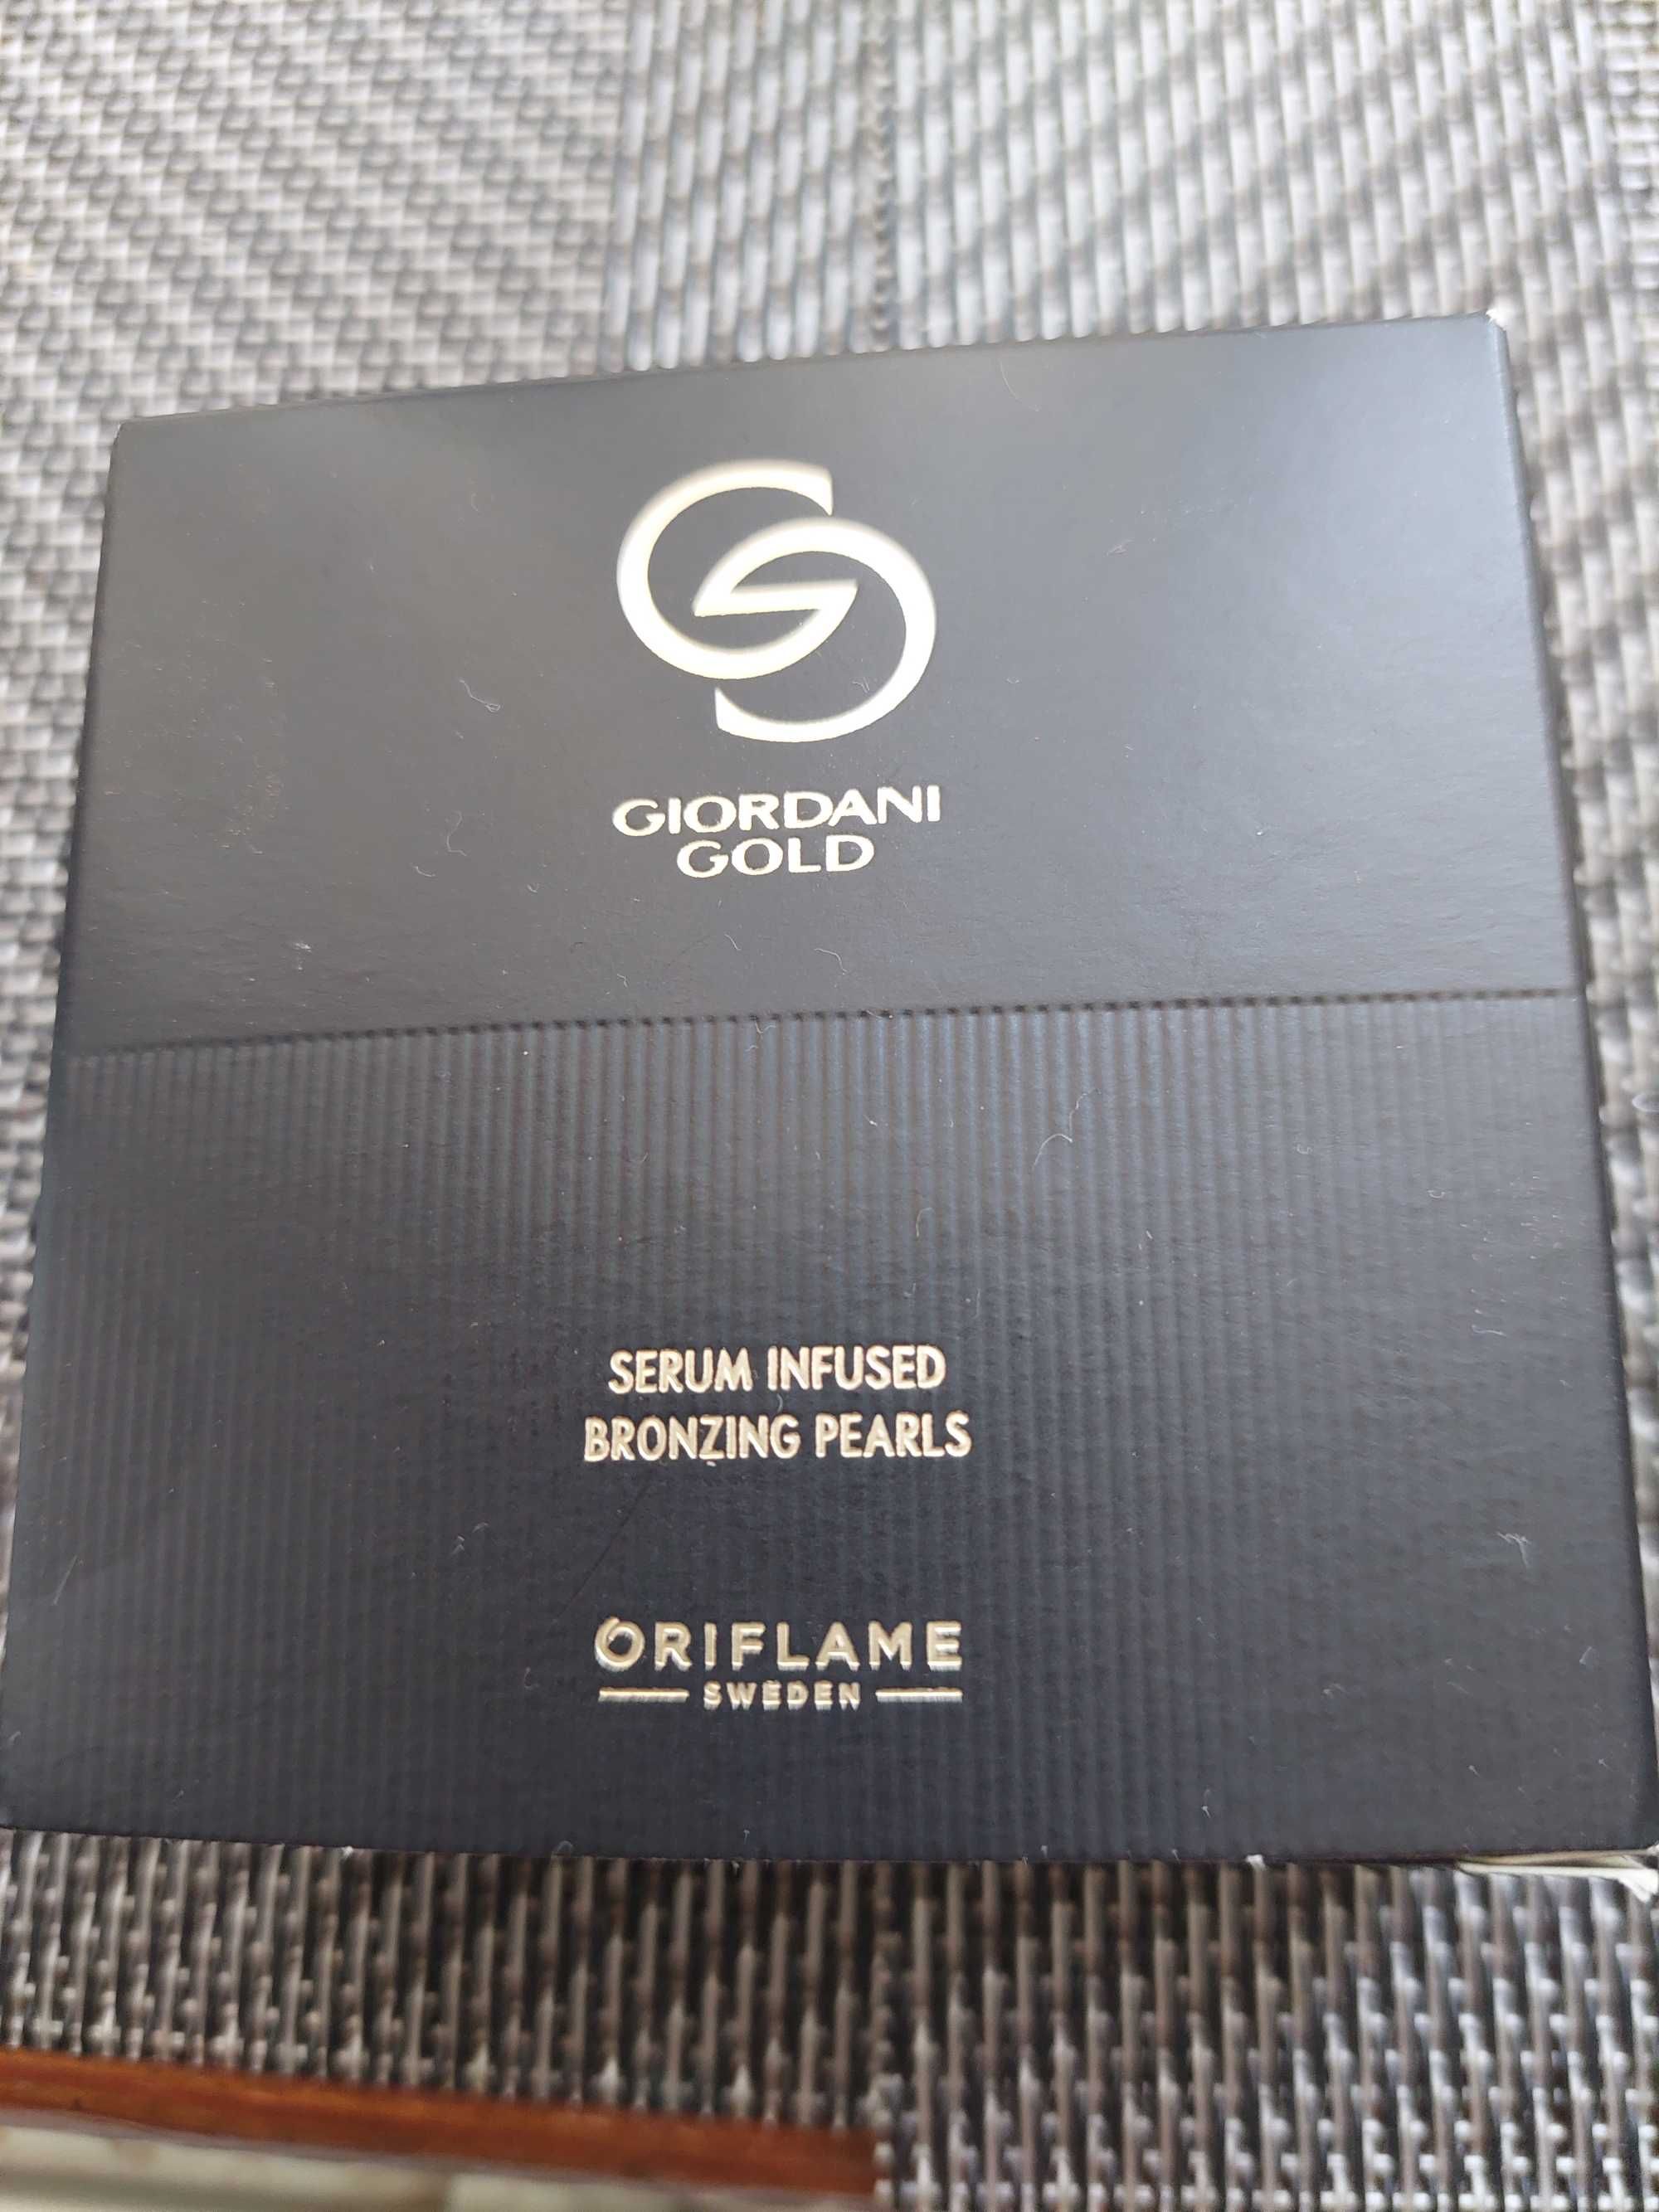 GIORDANI
GOLD
SERUM INFUSED
BRONZING PEARLS
ORIFLAME
SWEDEN